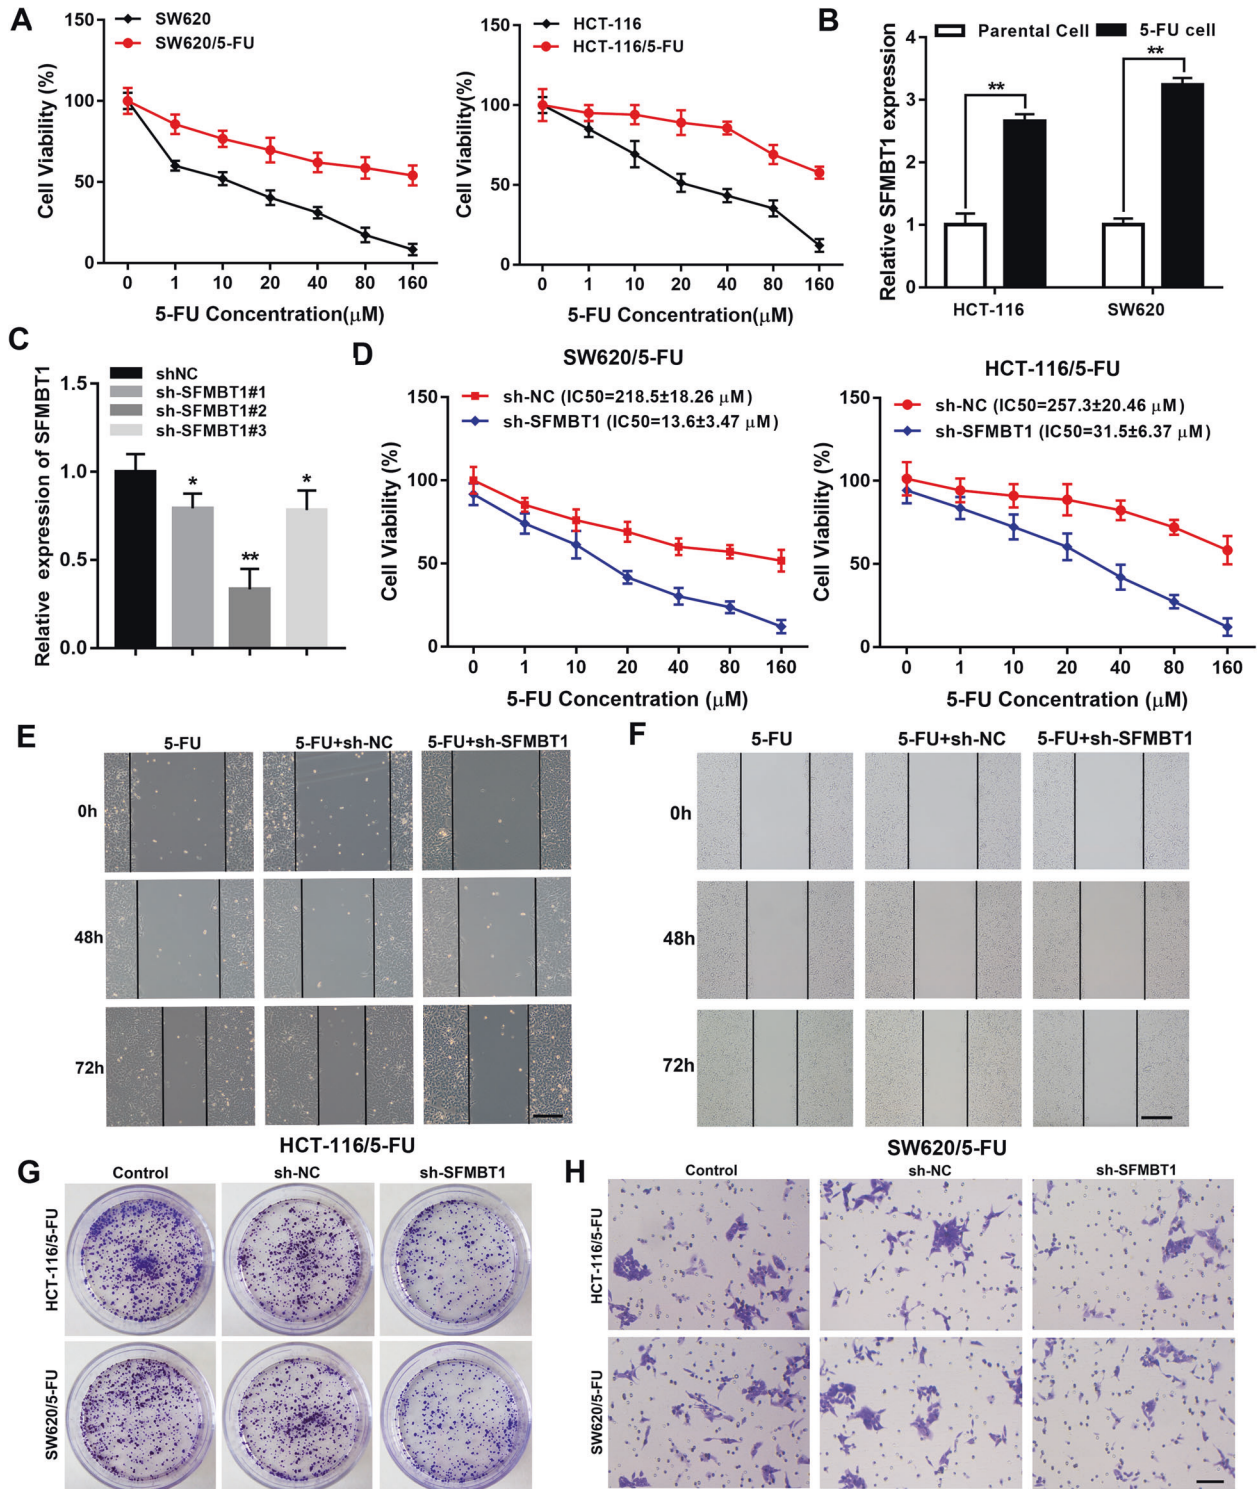 A
150
100
50
0
Cell Viability (%)
SW620
SW620/5-FU
0 1 10 20 40 80 160
5-FU Concentration(μM)
150
100
50
0
Cell Viability(%)
HCT-116
HCT-116/5-FU
0 1 10 20 40 80 160
5-FU Concentration(μM)
B
Parental Cell 5-FU cell
4
3
2
1
0
Relative SFMBT1 expression
** **
HCT-116 SW620
C
shNC
sh-SFMBT1#1
sh-SFMBT1#2
sh-SFMBT1#3
1.5
1.0
0.5
0.0
Relative expression of SFMBT1
* ** *
D
SW620/5-FU
150
100
50
0
Cell Viability (%)
sh-NC (IC50=218.5±18.26 μM)
sh-SFMBT1 (IC50=13.6±3.47 μM)
0 1 10 20 40 80 160
5-FU Concentration (μM)
HCT-116/5-FU
150
100
50
0
Cell Viability (%)
sh-NC (IC50=257.3±20.46 μM)
sh-SFMBT1 (IC50=31.5±6.37 μM)
0 1 10 20 40 80 160
5-FU Concentration (μM)
E
5-FU 5-FU+sh-NC 5-FU+sh-SFMBT1
0h
48h
72h
HCT-116/5-FU
F
5-FU 5-FU+sh-NC 5-FU+sh-SFMBT1
0h
48h
72h
SW620/5-FU
G
Control sh-NC sh-SFMBT1
HCT-116/5-FU
SW620/5-FU
H
Control sh-NC sh-SFMBT1
HCT-116/5-FU
SW620/5-FU